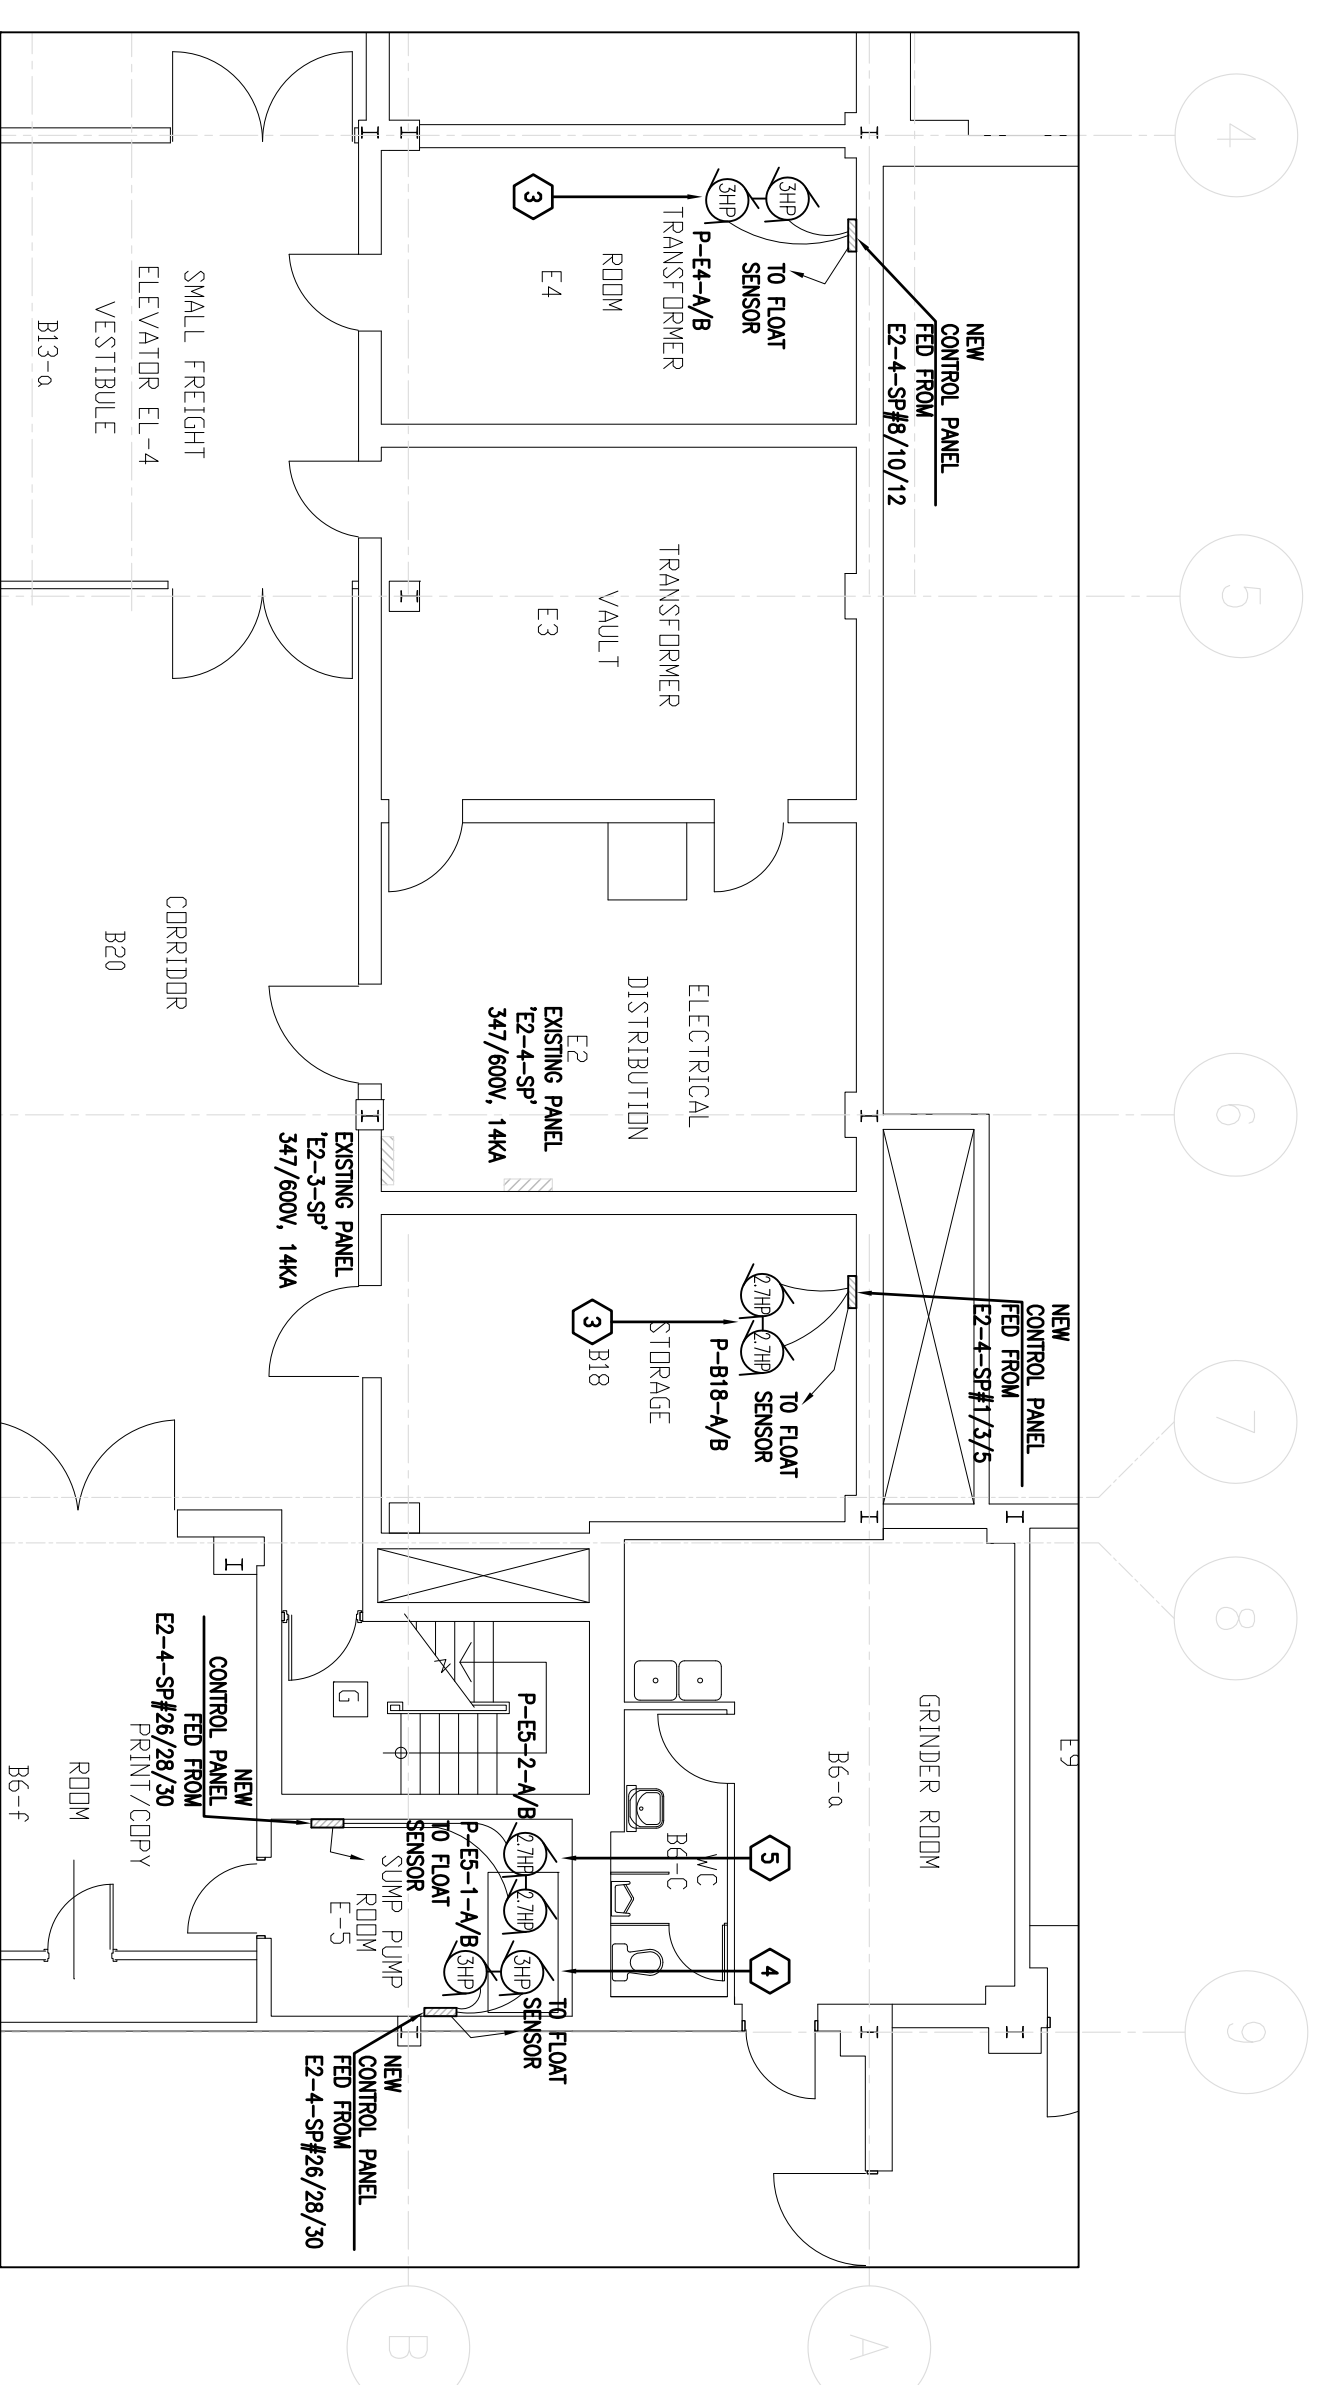 4
5
6
7
8
9
A
B
NEW
CONTROL PANEL
FED FROM
E2-4-SP#8/10/12
3HP
3HP
TO FLOAT
SENSOR
P-E4-A/B
3
TRANSFORMER
ROOM
E4
SMALL FREIGHT
ELEVATOR EL-4
VESTIBULE
B13-a
TRANSFORMER
VAULT
E3
ELECTRICAL
DISTRIBUTION
E2
EXISTING PANEL
'E2-4-SP'
347/600V, 14KA
EXISTING PANEL
'E2-3-SP'
347/600V, 14KA
CORRIDOR
B20
NEW
CONTROL PANEL
FED FROM
E2-4-SP#1/3/5
2.7HP
2.7HP
TO FLOAT
SENSOR
P-B18-A/B
3
STORAGE
B18
E9
GRINDER ROOM
B6-a
WC
B6-C
5
4
G
P-E5-2-A/B
2.7HP
2.7HP
P-E5-1-A/B
3HP
3HP
TO FLOAT
SENSOR
TO FLOAT
SENSOR
SUMP PUMP
ROOM
E-5
NEW
CONTROL PANEL
FED FROM
E2-4-SP#26/28/30
NEW
CONTROL PANEL
FED FROM
E2-4-SP#26/28/30
PRINT/COPY
ROOM
B6-f